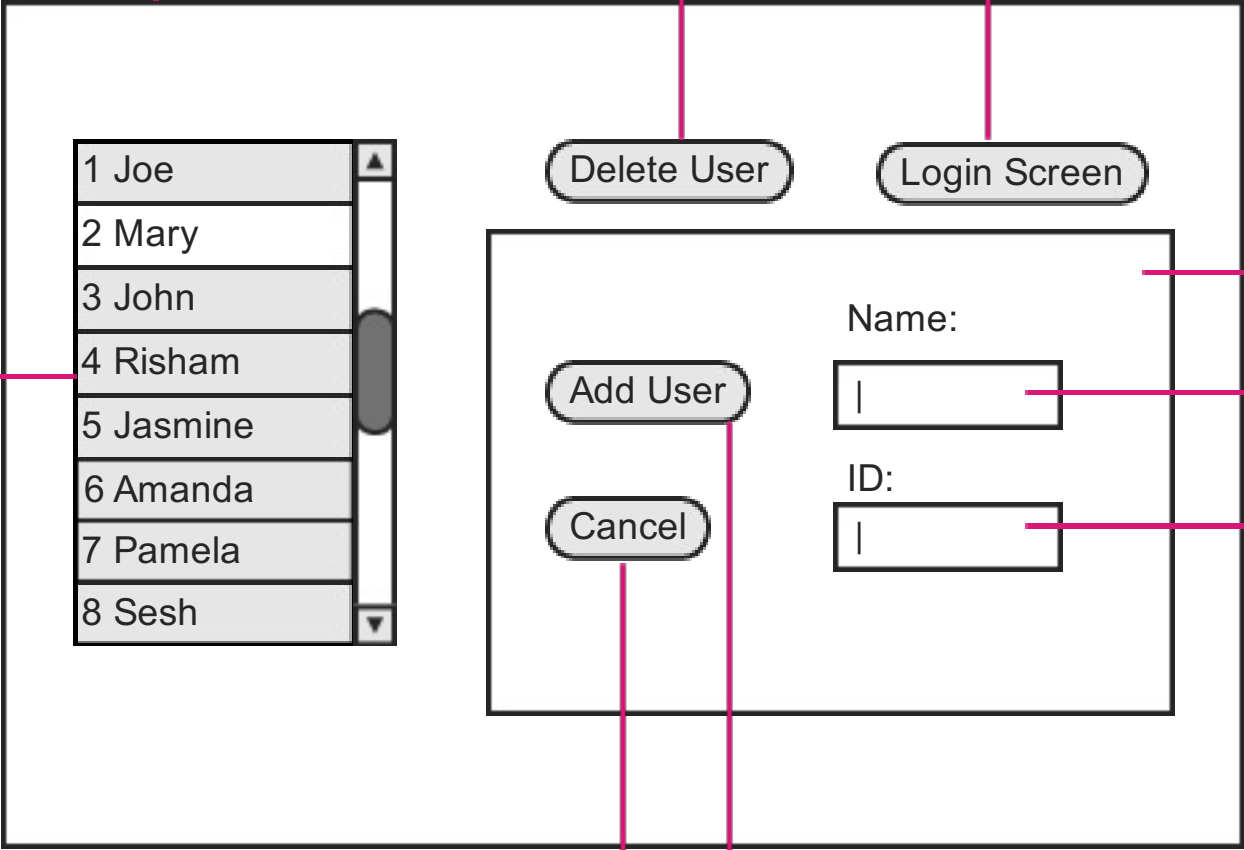 1 Joe
2 Mary
3 John
4 Risham
5 Jasmine
6 Amanda
7 Pamela
8 Sesh
Delete User
Login Screen
Add User
Cancel
Name:
ID: